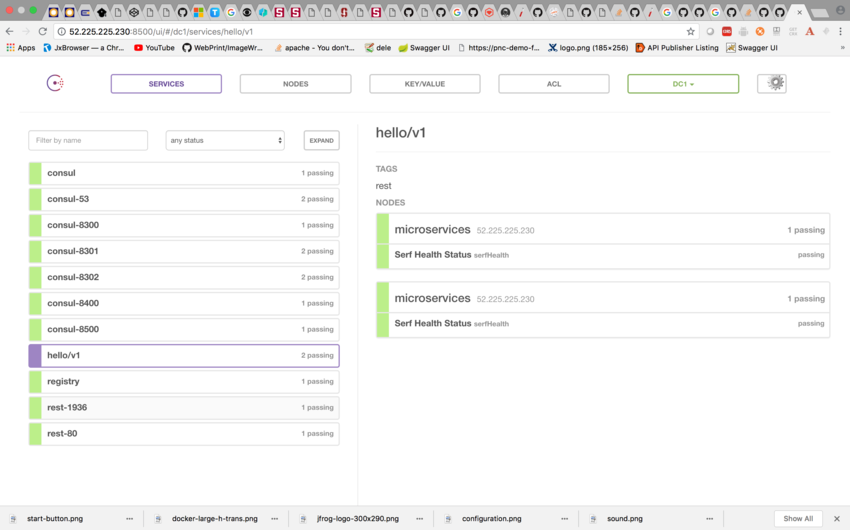 52.225.225.230:8500/ui/#/dc1/services/hello/v1
Apps
JxBrowser — a Chr...
YouTube
WebPrint/ImageWr...
apache - You don't...
dele
Swagger UI
https://pnc-demo-f...
logo.png (185×256)
API Publisher Listing
Swagger UI
»
SERVICES
NODES
KEY/VALUE
ACL
DC1
Filter by name
any status
EXPAND
consul 1 passing
consul-53 2 passing
consul-8300 1 passing
consul-8301 2 passing
consul-8302 2 passing
consul-8400 1 passing
consul-8500 1 passing
hello/v1 2 passing
registry 1 passing
rest-1936 1 passing
rest-80 1 passing
hello/v1
TAGS
rest
NODES
microservices 52.225.225.230 1 passing
Serf Health Status serfHealth passing
microservices 52.225.225.230 1 passing
Serf Health Status serfHealth passing
start-button.png
docker-large-h-trans.png
jfrog-logo-300x290.png
configuration.png
sound.png
Show All